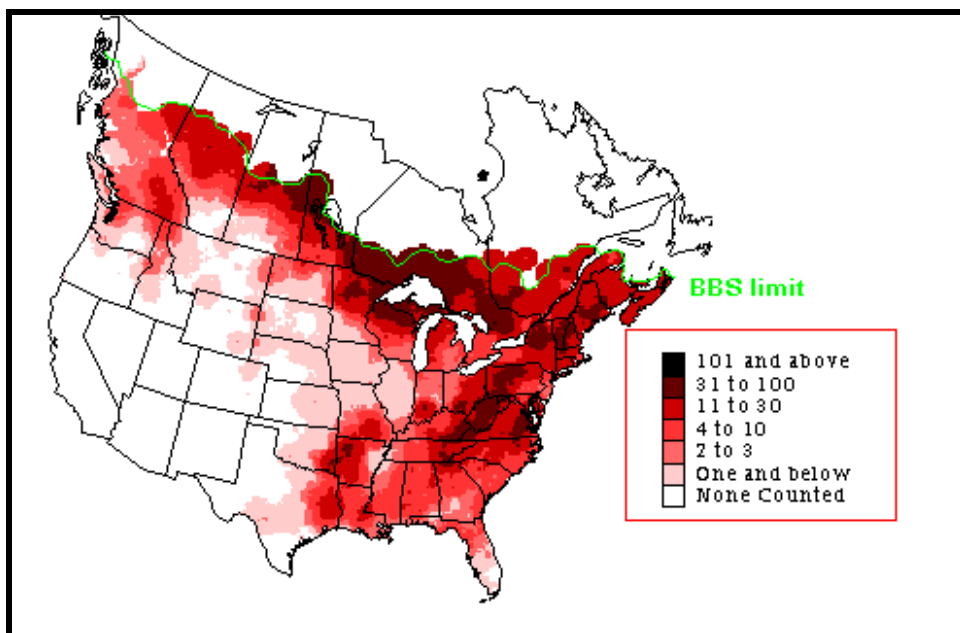 BBS limit
101 and above
31 to 100
11 to 30
4 to 10
2 to 3
One and below
None Counted